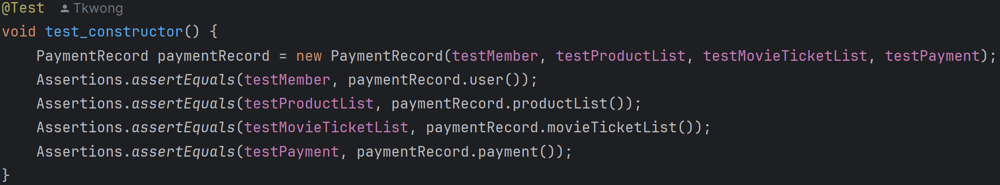 @Test Tkwong
void test_constructor() {
    PaymentRecord paymentRecord = new PaymentRecord(testMember, testProductList, testMovieTicketList, testPayment);
    Assertions.assertEquals(testMember, paymentRecord.user());
    Assertions.assertEquals(testProductList, paymentRecord.productList());
    Assertions.assertEquals(testMovieTicketList, paymentRecord.movieTicketList());
    Assertions.assertEquals(testPayment, paymentRecord.payment());
}